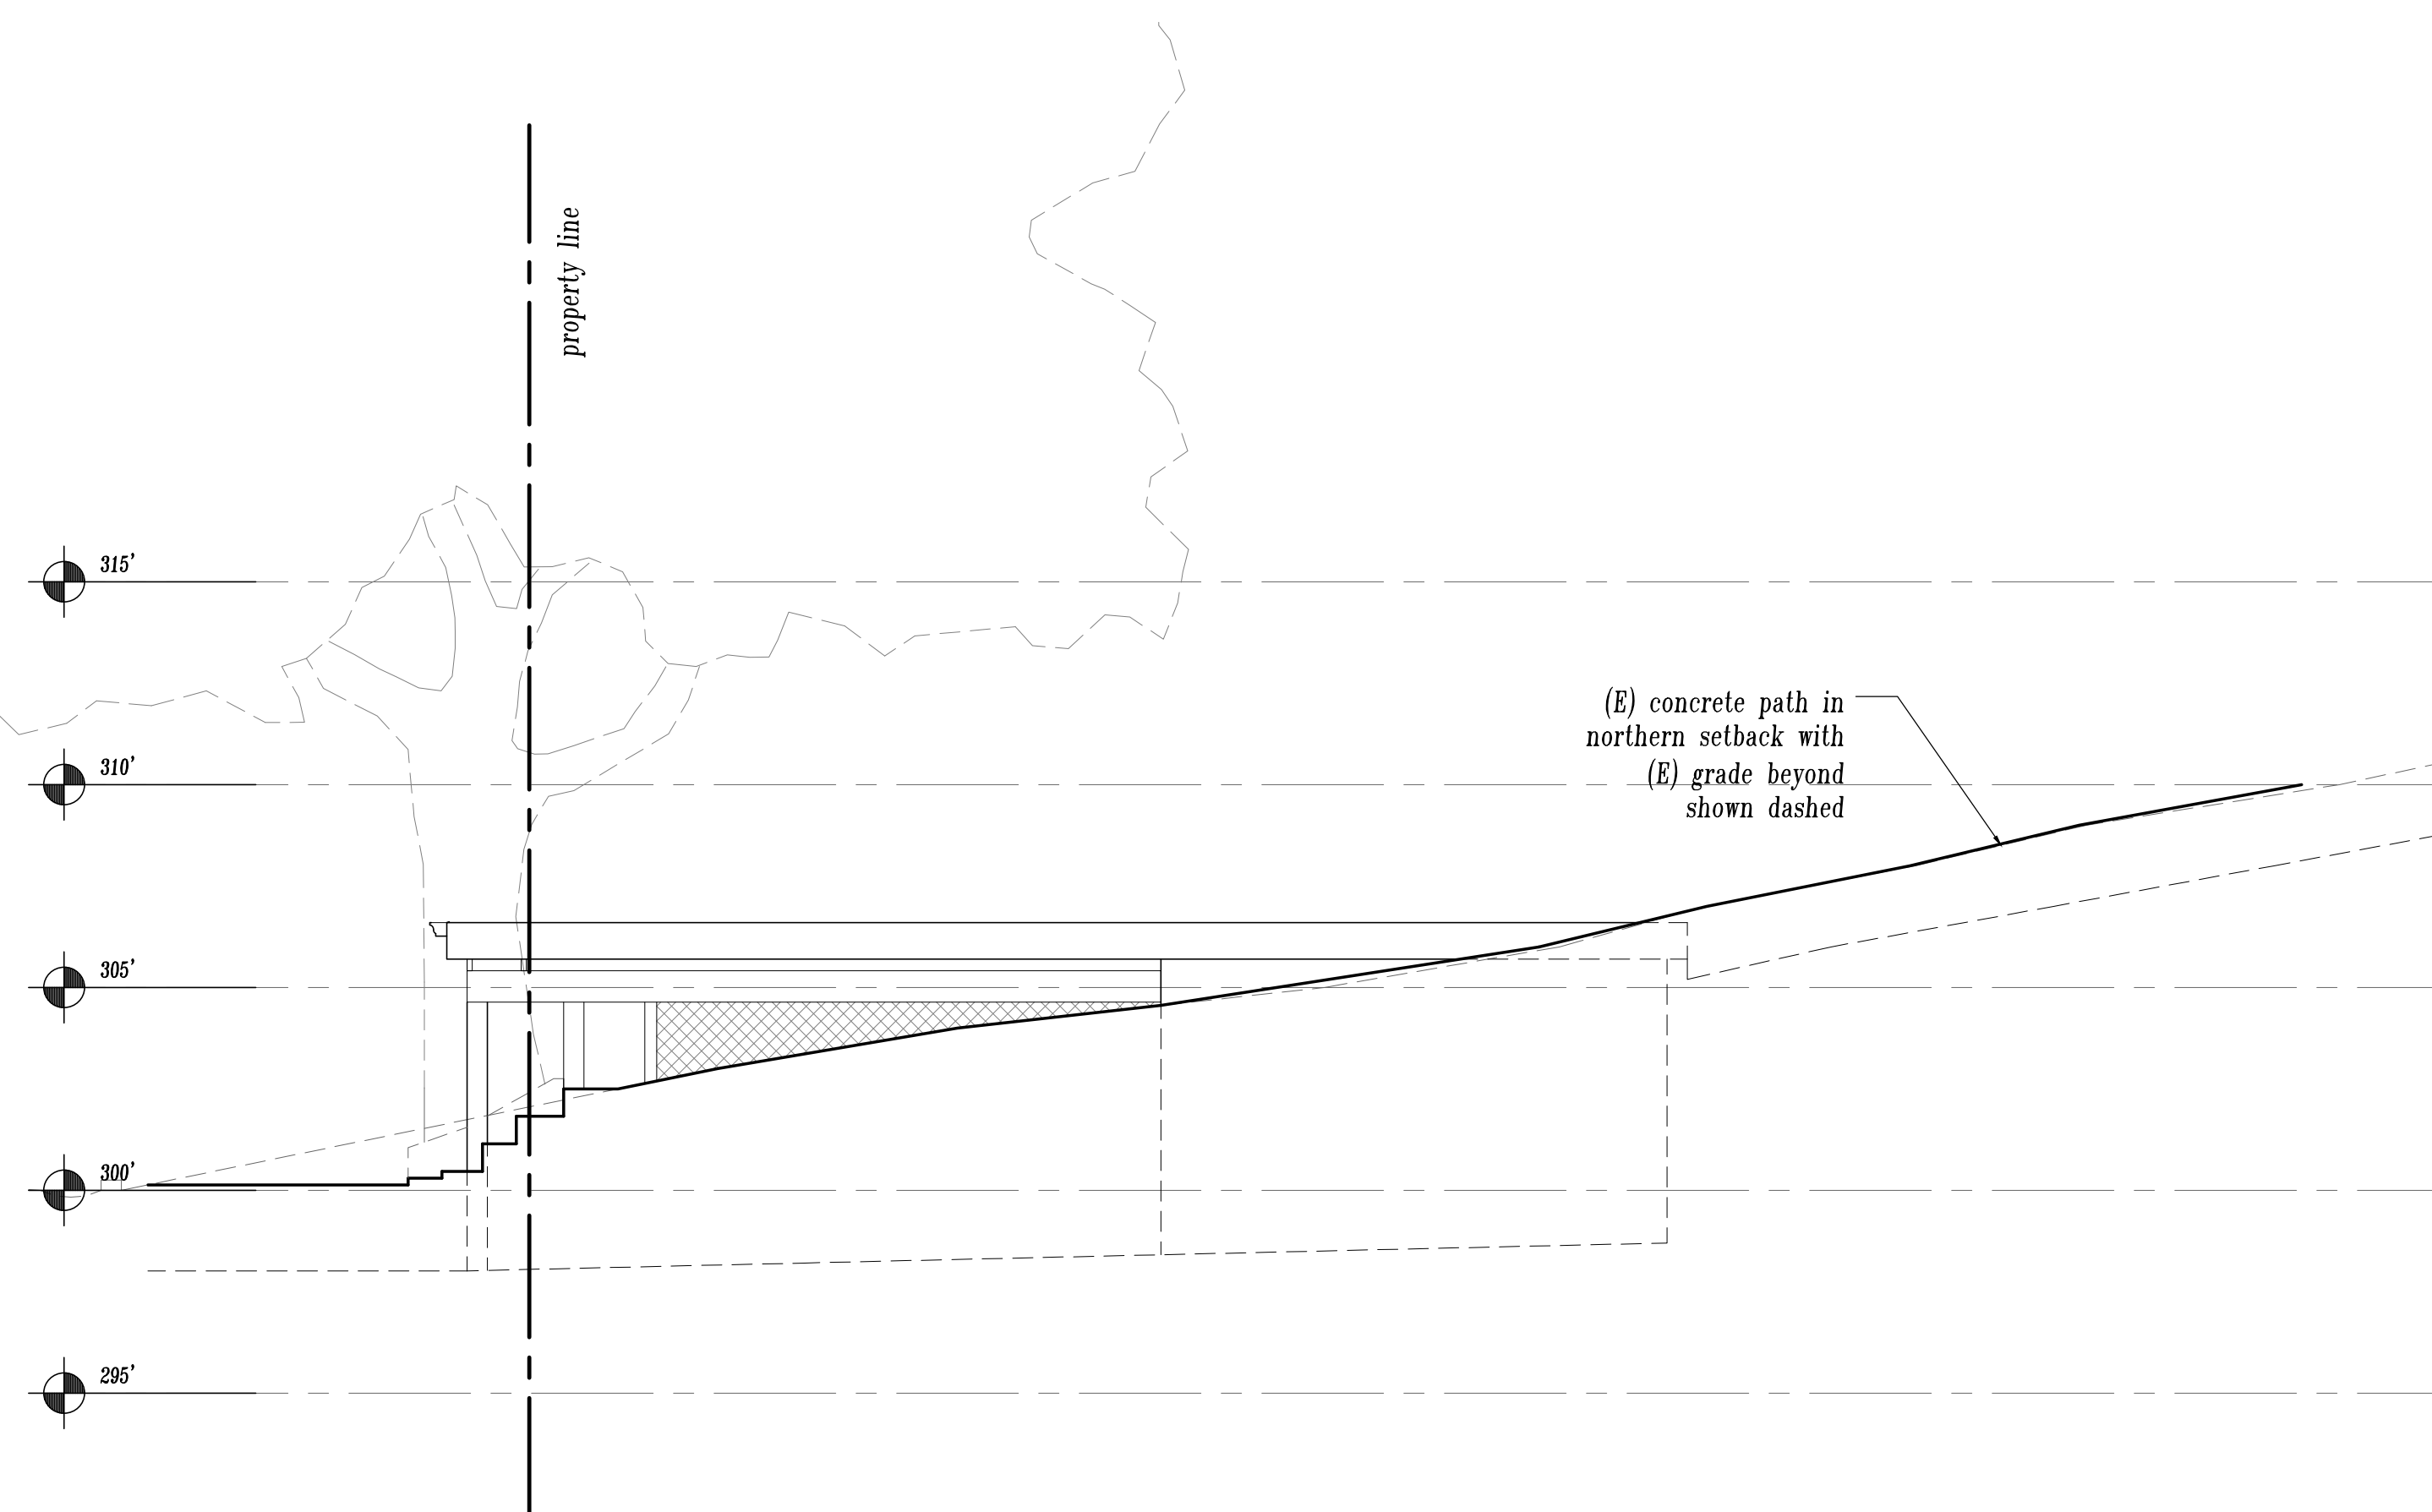 property line
315'
(E) concrete path in
northern setback with
(E) grade beyond
shown dashed
310'
305'
300'
295'